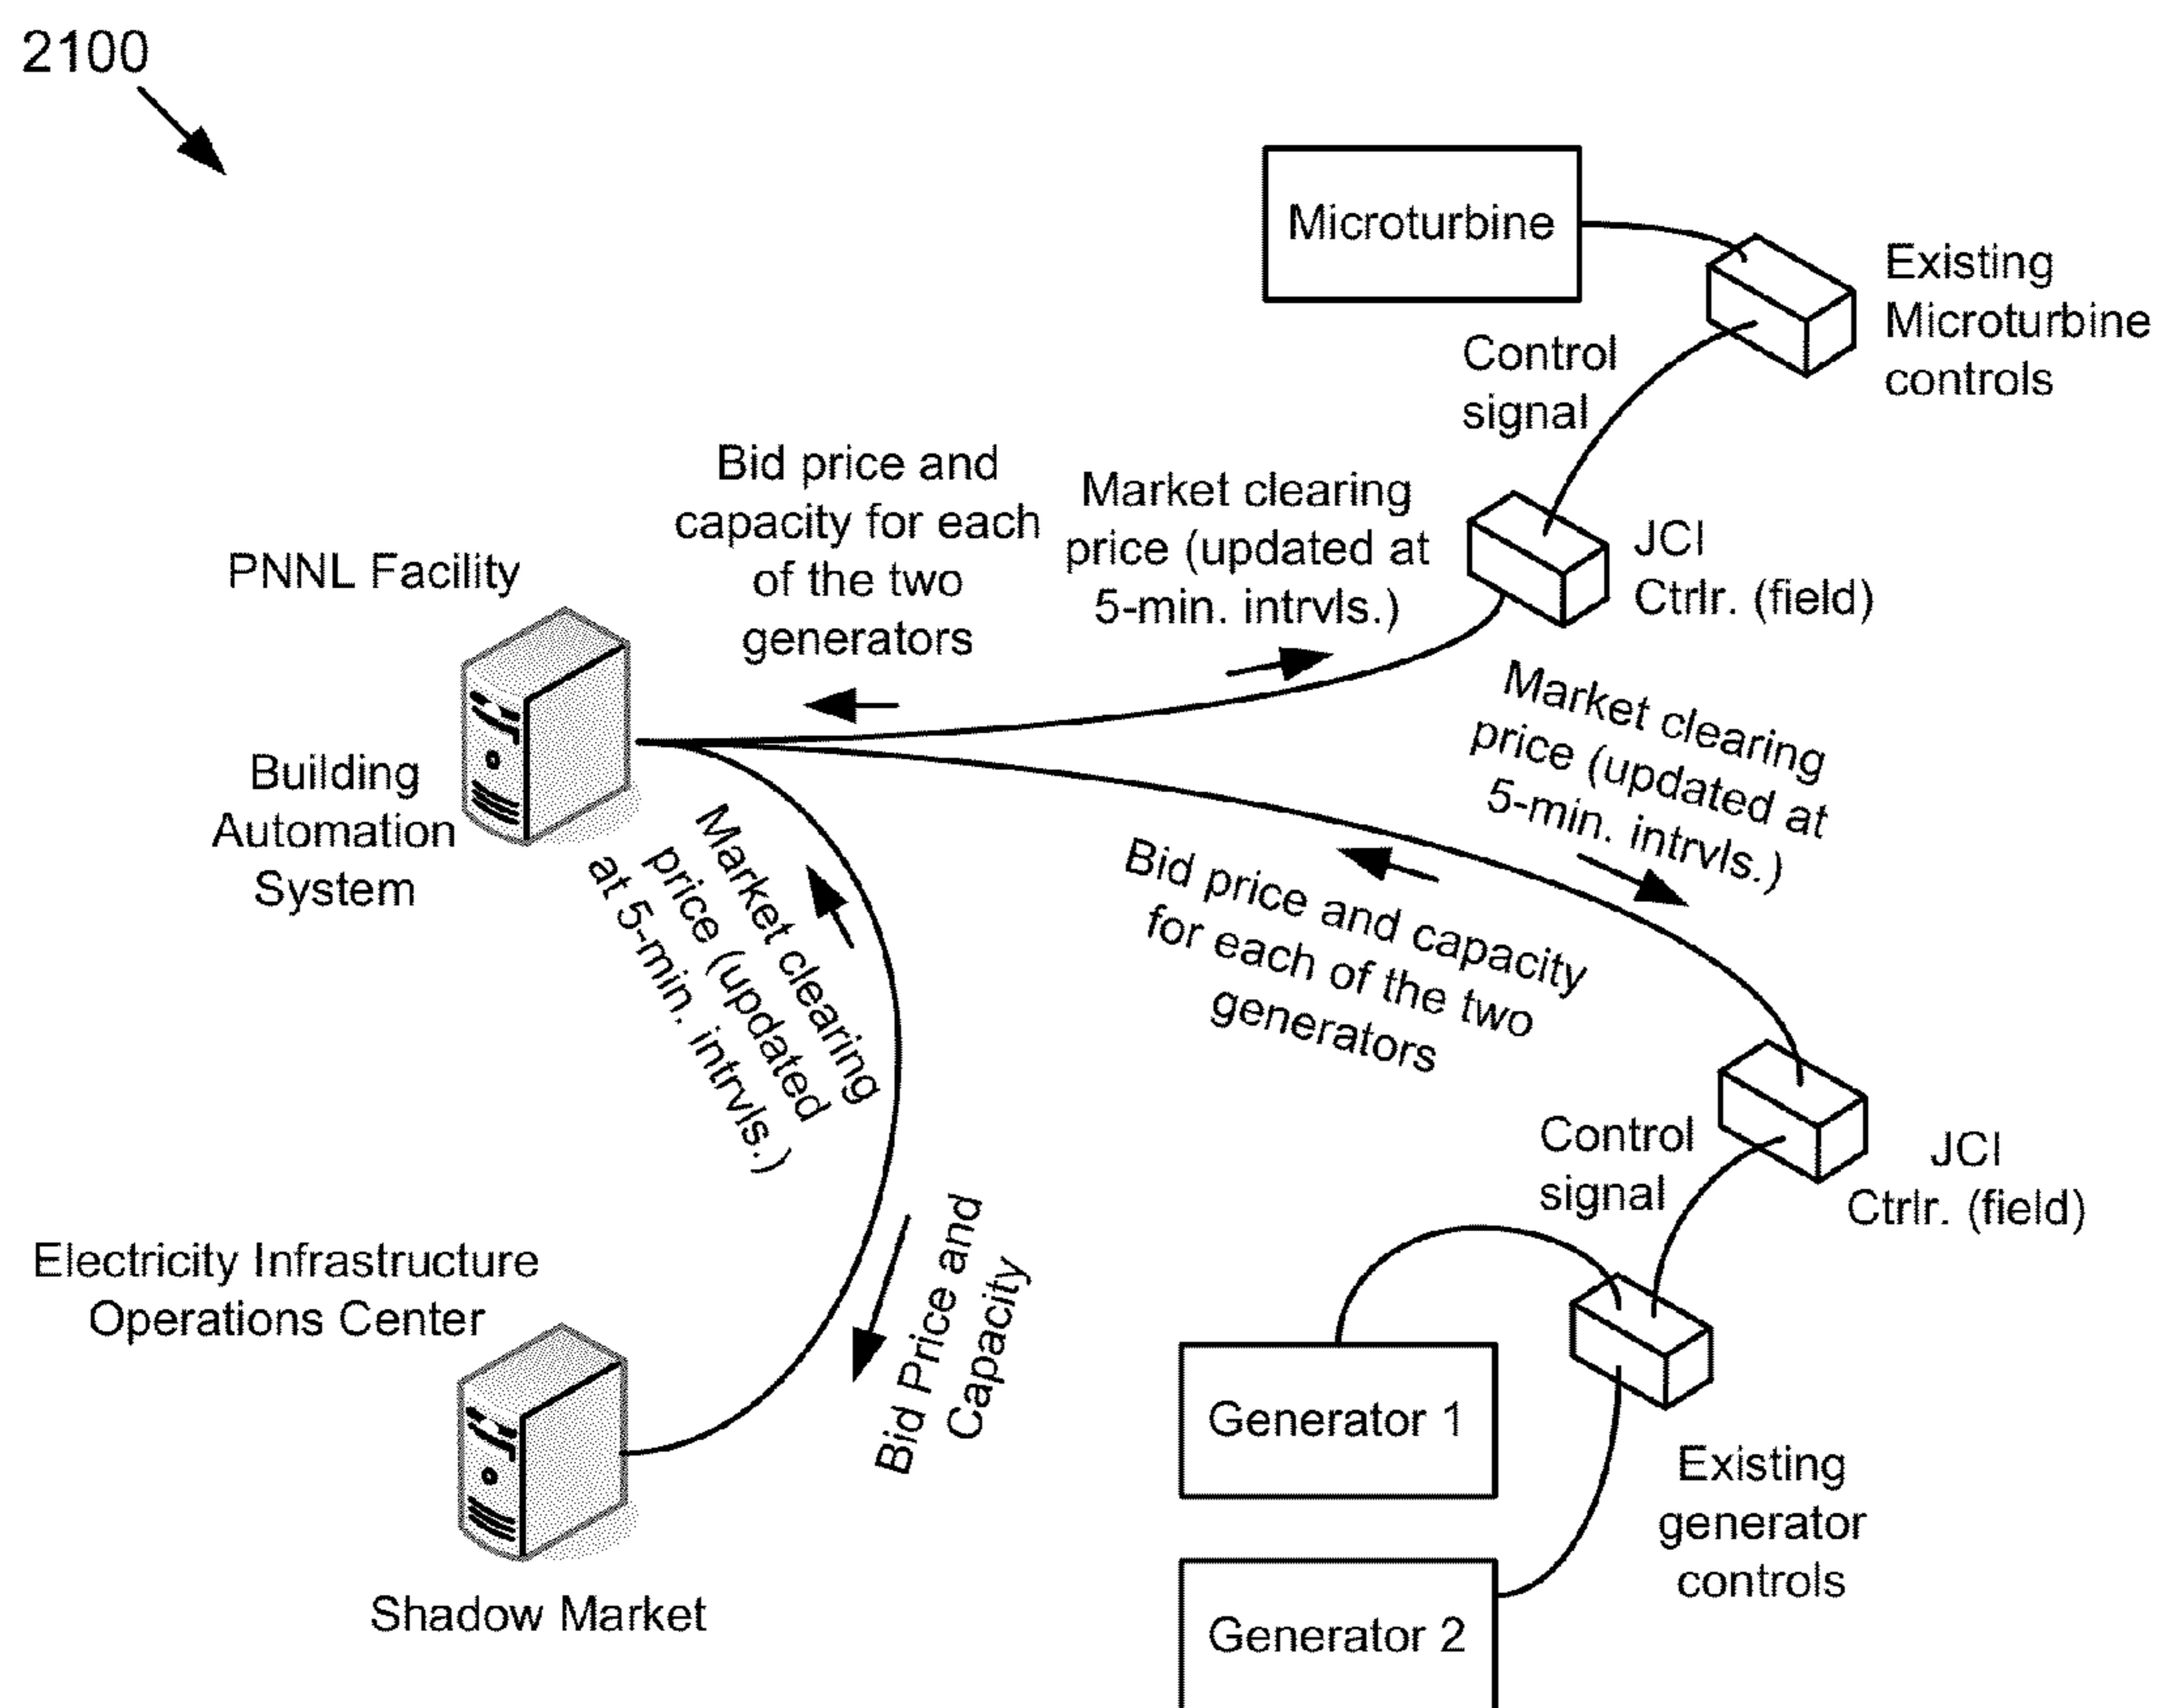 2100
Microturbine
Existing
Microturbine
controls
Control
signal
Bid price and
capacity for each
of the two
generators
Market clearing
price (updated at
5-min. intrvls.)
JCI
Ctrlr. (field)
PNNL Facility
Building
Automation
System
Market clearing
price (updated at
5-min. intrvls.)
Bid price and capacity
for each of the two
generators
Market clearing
price (updated
at 5-min. intrvls.)
Control
signal
JCI
Ctrlr. (field)
Bid Price and
Capacity
Electricity Infrastructure
Operations Center
Shadow Market
Generator 1
Existing
generator
controls
Generator 2